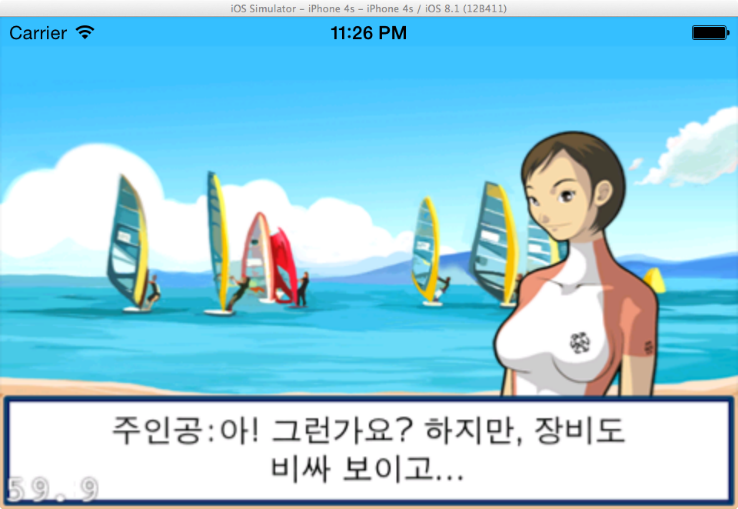 iOS Simulator – iPhone 4s – iPhone 4s / iOS 8.1 (12B411)
Carrier 11:26 PM
주인공:아! 그런가요? 하지만, 장비도
비싸 보이고...
59.9